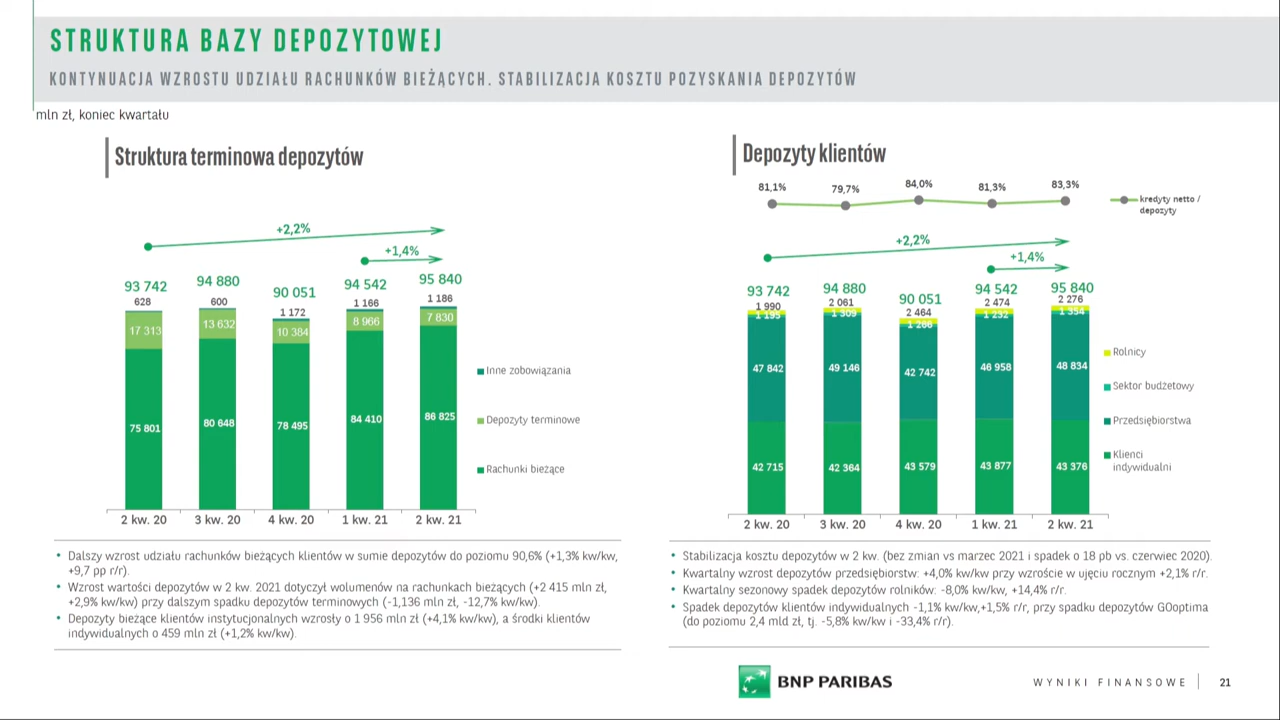 STRUKTURA BAZY DEPOZYTOWEJ
KONTYNUACJA WZROSTU UDZIAŁU RACHUNKÓW BIEŻĄCYCH. STABILIZACJA KOSZTU POZYSKANIA DEPOZYTÓW
mln zł, koniec kwartału
Struktura terminowa depozytów
+2,2%
+1,4%
93 742 94 880 90 051 94 542 95 840
628 600 1 172 1 166 1 186
17 313 13 632 10 384 8 966 7 830
75 801 80 648 78 495 84 410 86 825
Inne zobowiązania
Depozyty terminowe
Rachunki bieżące
2 kw. 20 3 kw. 20 4 kw. 20 1 kw. 21 2 kw. 21
• Dalszy wzrost udziału rachunków bieżących klientów w sumie depozytów do poziomu 90,6% (+1,3% kw/kw,
+9,7 pp r/r).
• Wzrost wartości depozytów w 2 kw. 2021 dotyczył wolumenów na rachunkach bieżących (+2 415 mln zł,
+2,9% kw/kw) przy dalszym spadku depozytów terminowych (-1,136 mln zł, -12,7% kw/kw).
• Depozyty bieżące klientów instytucjonalnych wzrosły o 1 956 mln zł (+4,1% kw/kw), a środki klientów
indywidualnych o 459 mln zł (+1,2% kw/kw).
Depozyty klientów
81,1% 79,7% 84,0% 81,3% 83,3%
kredyty netto /
depozyty
+2,2%
+1,4%
93 742 94 880 90 051 94 542 95 840
1 990 2 061 2 464 2 474 2 276
1 195 1 309 1 266 1 232 1 354
47 842 49 146 42 742 46 958 48 834
42 715 42 364 43 579 43 877 43 376
Rolnicy
Sektor budżetowy
Przedsiębiorstwa
Klienci
indywidualni
2 kw. 20 3 kw. 20 4 kw. 20 1 kw. 21 2 kw. 21
• Stabilizacja kosztu depozytów w 2 kw. (bez zmian vs marzec 2021 i spadek o 18 pb vs. czerwiec 2020).
• Kwartalny wzrost depozytów przedsiębiorstw: +4,0% kw/kw przy wzroście w ujęciu rocznym +2,1% r/r.
• Kwartalny sezonowy spadek depozytów rolników: -8,0% kw/kw, +14,4% r/r.
• Spadek depozytów klientów indywidualnych -1,1% kw/kw,+1,5% r/r, przy spadku depozytów GOoptima
(do poziomu 2,4 mld zł, tj. -5,8% kw/kw i -33,4% r/r).
BNP PARIBAS
WYNIKI FINANSOWE 21